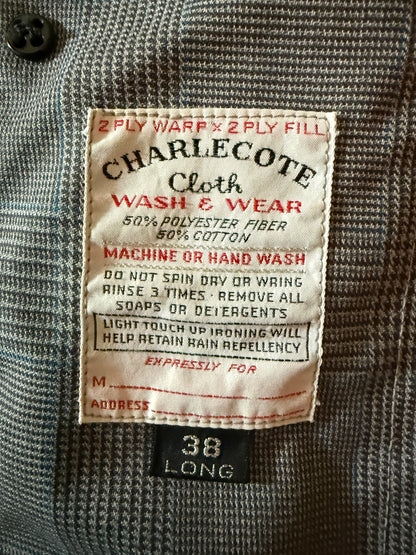 2 PLY WARP x 2 PLY FILL
CHARLECOTE
Cloth
WASH & WEAR
50% POLYESTER FIBER
50% COTTON
MACHINE OR HAND WASH
DO NOT SPIN DRY OR WRING
RINSE 3 TIMES · REMOVE ALL
SOAPS OR DETERGENTS
LIGHT TOUCH UP IRONING WILL
HELP RETAIN RAIN REPELLENCY
EXPRESSLY FOR
M
ADDRESS
38
LONG